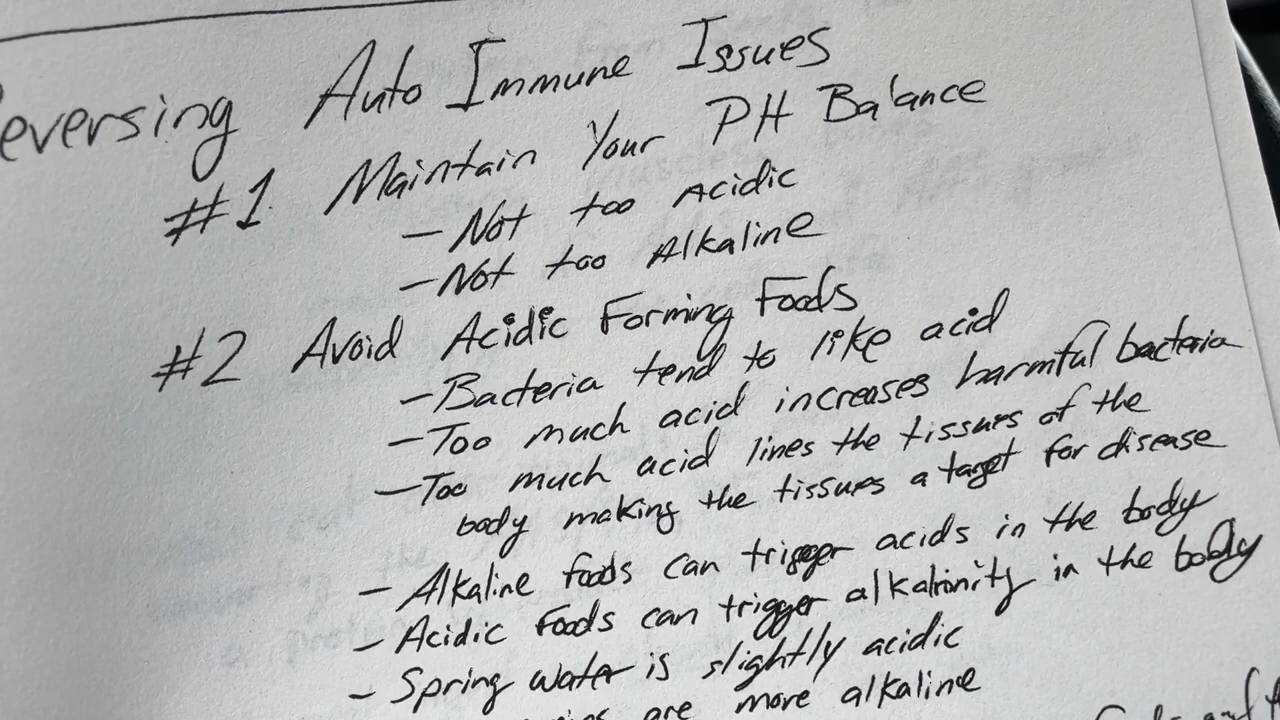 eversing Auto Immune Issues
#1 Maintain Your PH Balance
- Not too Acidic
- Not too Alkaline
#2 Avoid Acidic Forming Foods
- Bacteria tend to like acid
- Too much acid increases harmful bacteria
- Too much acid lines the tissues of the
body making the tissues a target for disease
- Alkaline foods can trigger acids in the body
- Acidic Foods can trigger alkalinity in the body
- Spring water is slightly acidic
are more alkaline